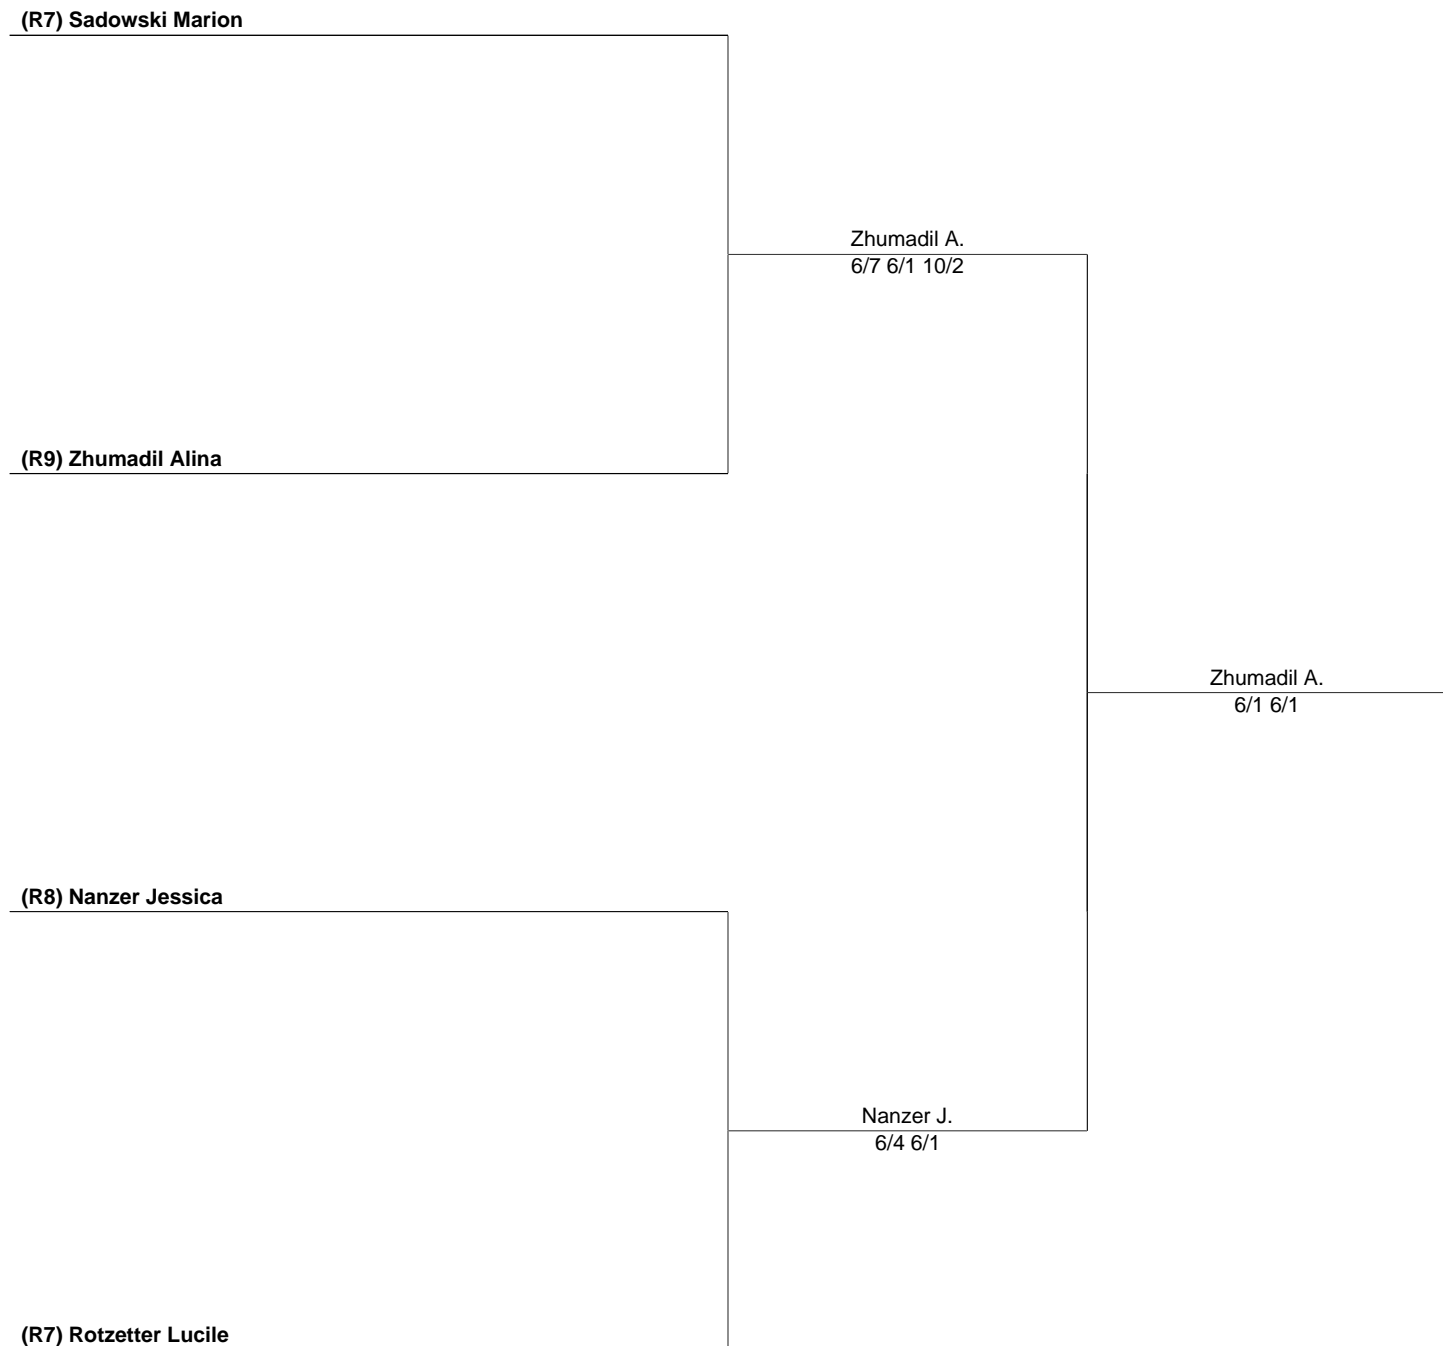 (R7) Sadowski Marion
Zhumadil A.
6/7 6/1 10/2
(R9) Zhumadil Alina
Zhumadil A.
6/1 6/1
(R8) Nanzer Jessica
Nanzer J.
6/4 6/1
(R7) Rotzetter Lucile